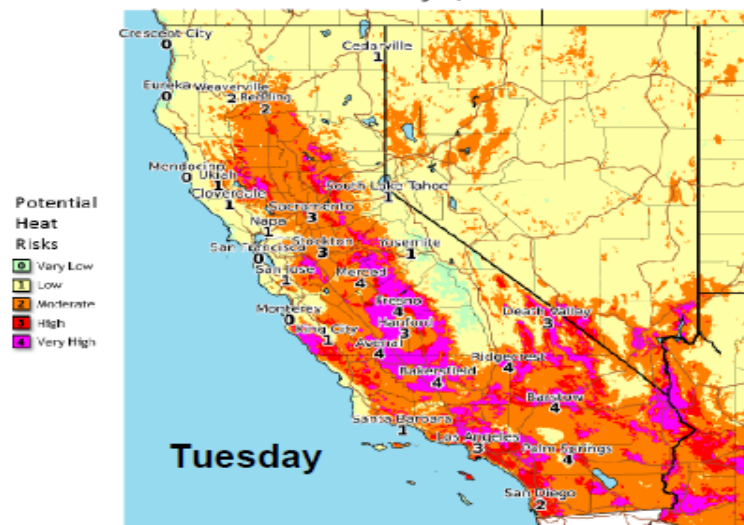 Crescent City
0
Cedarville
1
Eureka
0
Weaverville
2
Redding
2
Mendocino
0
Ukiah
1
Cloverdale
1
South Lake Tahoe
1
Sacramento
3
Napa
1
San Francisco
0
Stockton
3
Yosemite
1
San Jose
1
Merced
4
Fresno
4
Hanford
3
Monterey
0
King City
1
Avenal
4
Death Valley
3
Ridgecrest
4
Bakersfield
4
Barstow
4
Santa Barbara
1
Los Angeles
3
Palm Springs
4
San Diego
2
Potential
Heat
Risks
0 Very Low
1 Low
2 Moderate
3 High
4 Very High
Tuesday